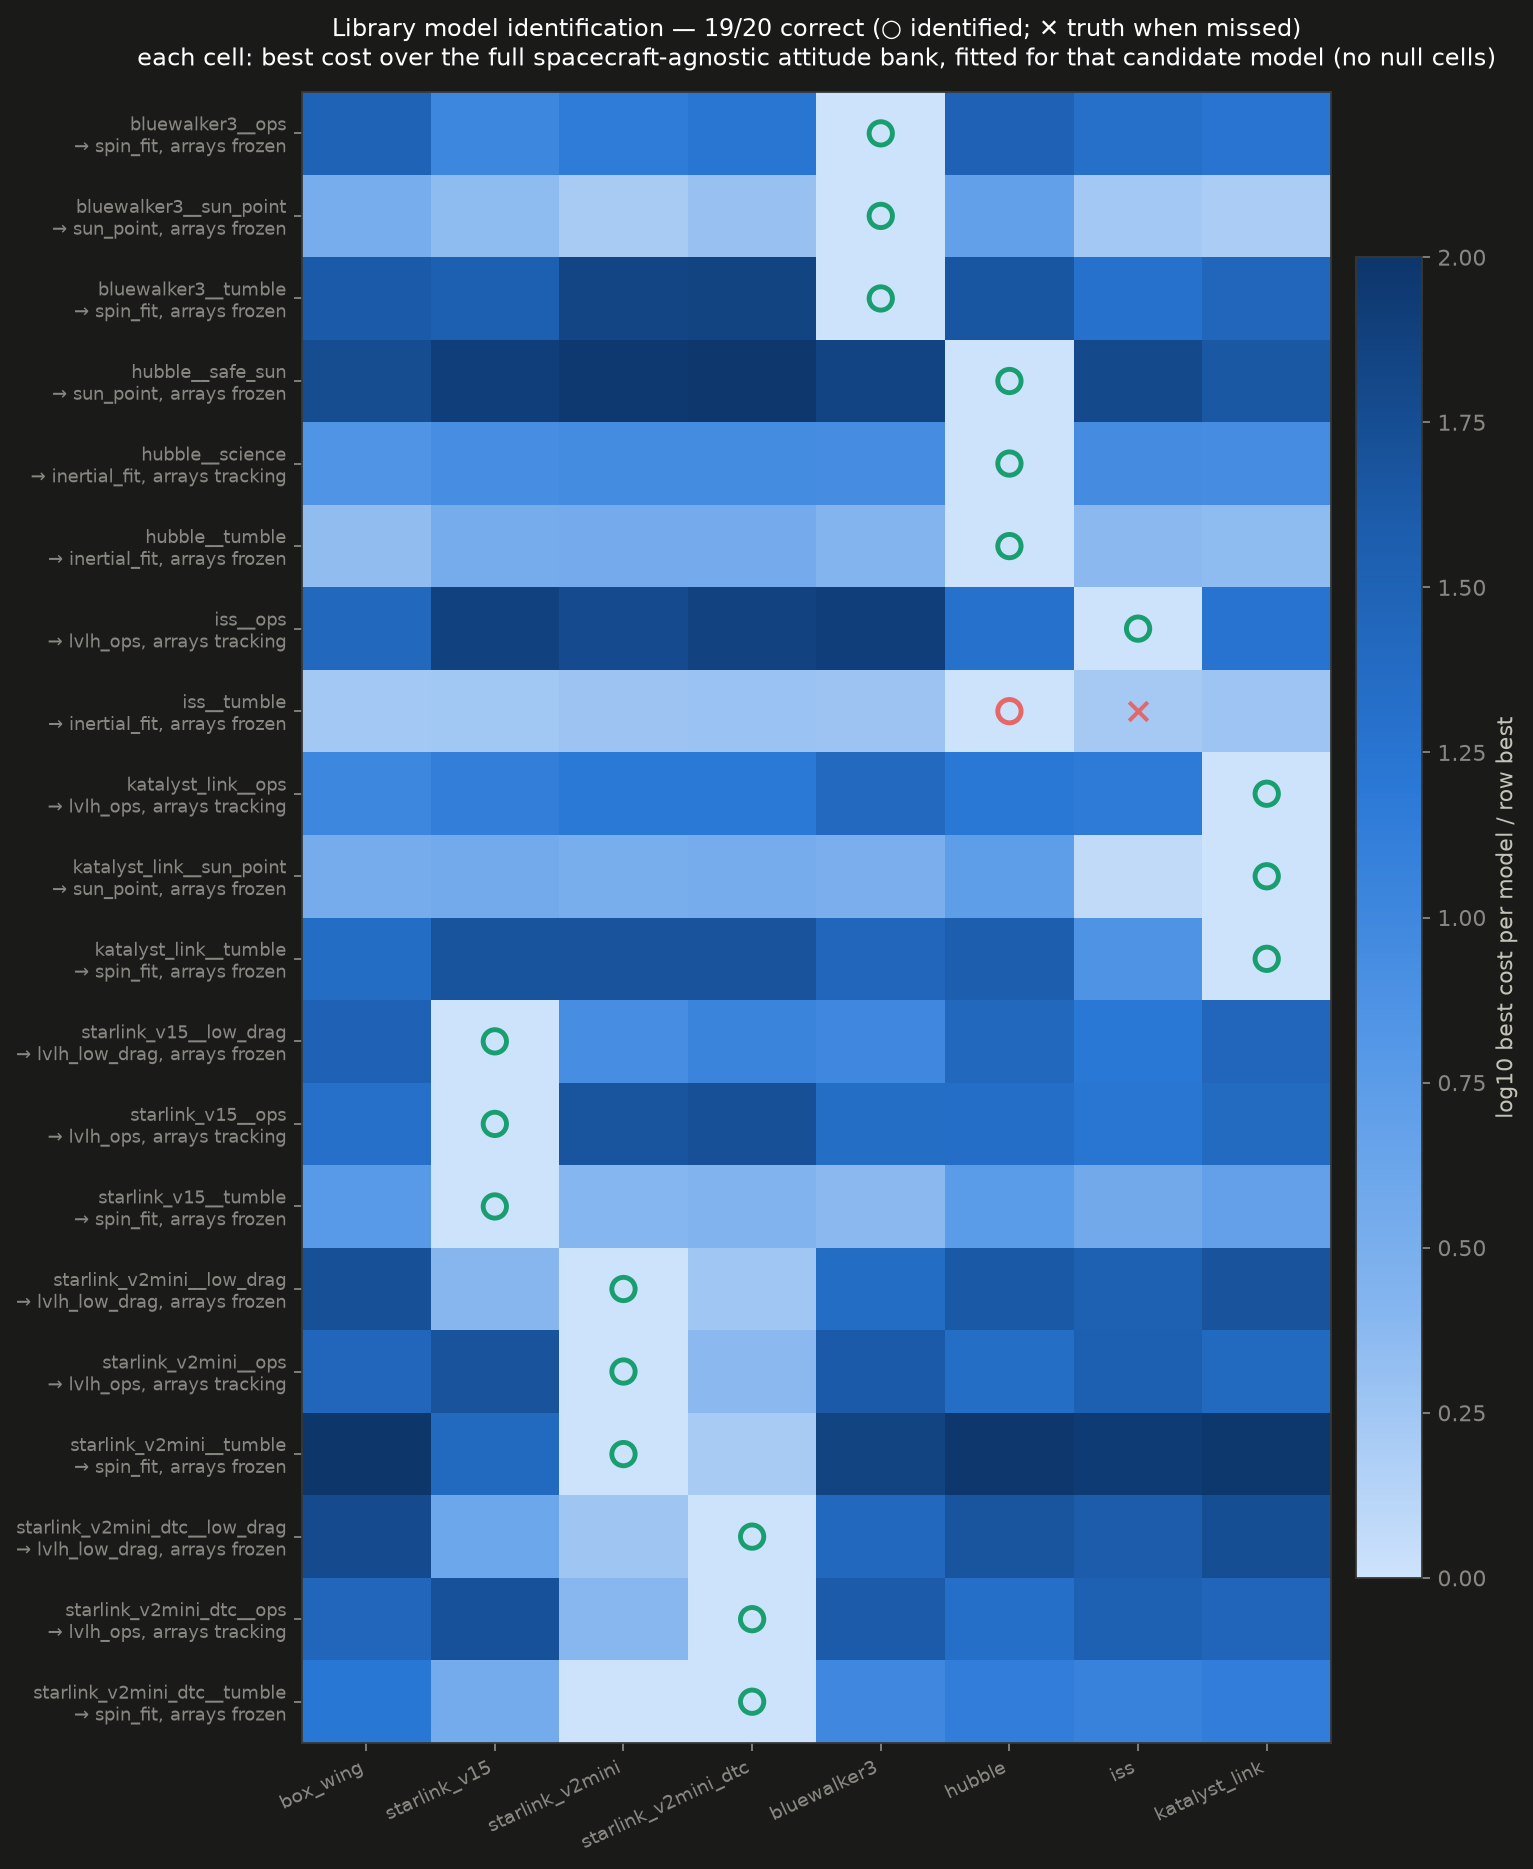 Library model identification — 19/20 correct (○ identified; ✕ truth when missed)
each cell: best cost over the full spacecraft-agnostic attitude bank, fitted for that candidate model (no null cells)
bluewalker3__ops
→ spin_fit, arrays frozen
bluewalker3__sun_point
→ sun_point, arrays frozen
bluewalker3__tumble
→ spin_fit, arrays frozen
hubble__safe_sun
→ sun_point, arrays frozen
hubble__science
→ inertial_fit, arrays tracking
hubble__tumble
→ inertial_fit, arrays frozen
iss__ops
→ lvlh_ops, arrays tracking
iss__tumble
→ inertial_fit, arrays frozen
katalyst_link__ops
→ lvlh_ops, arrays tracking
katalyst_link__sun_point
→ sun_point, arrays frozen
katalyst_link__tumble
→ spin_fit, arrays frozen
starlink_v15__low_drag
→ lvlh_low_drag, arrays frozen
starlink_v15__ops
→ lvlh_ops, arrays tracking
starlink_v15__tumble
→ spin_fit, arrays frozen
starlink_v2mini__low_drag
→ lvlh_low_drag, arrays frozen
starlink_v2mini__ops
→ lvlh_ops, arrays tracking
starlink_v2mini__tumble
→ spin_fit, arrays frozen
starlink_v2mini_dtc__low_drag
→ lvlh_low_drag, arrays frozen
starlink_v2mini_dtc__ops
→ lvlh_ops, arrays tracking
starlink_v2mini_dtc__tumble
→ spin_fit, arrays frozen
box_wing
starlink_v15
starlink_v2mini
starlink_v2mini_dtc
bluewalker3
hubble
iss
katalyst_link
2.00
1.75
1.50
1.25
1.00
0.75
0.50
0.25
0.00
log10 best cost per model / row best